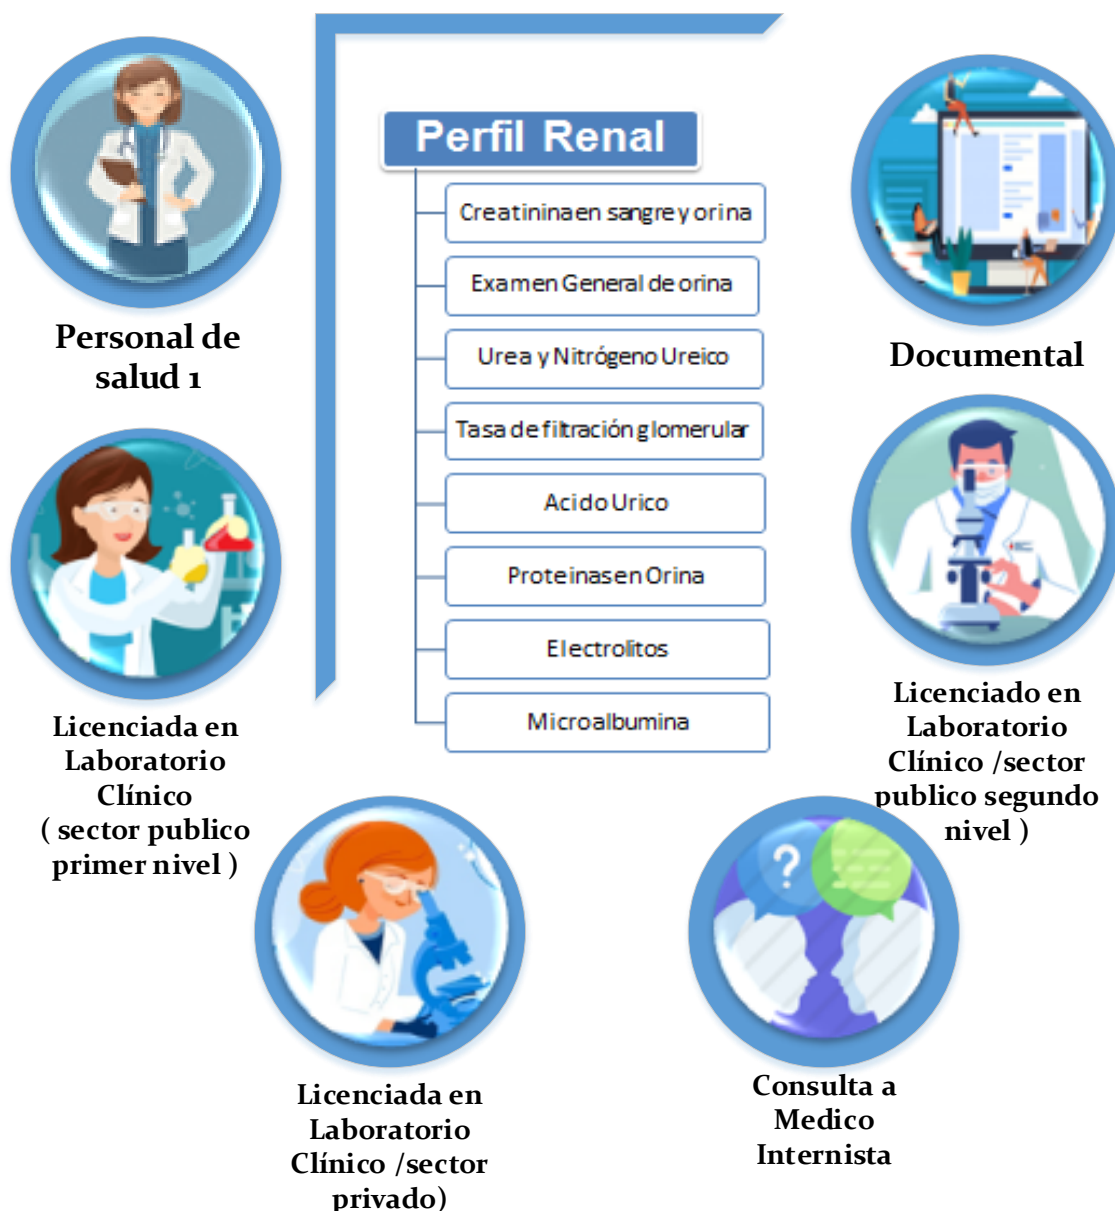 Perfil Renal
Creatinina en sangre y orina
Examen General de orina
Urea y Nitrógeno Ureico
Tasa de filtración glomerular
Acido Urico
Proteinas en Orina
Electrolitos
Microalbumina
Personal de
salud 1
Documental
Licenciada en
Laboratorio
Clínico
( sector publico
primer nivel )
Licenciado en
Laboratorio
Clínico /sector
publico segundo
nivel )
?
Licenciada en
Laboratorio
Clínico /sector
privado)
Consulta a
Medico
Internista